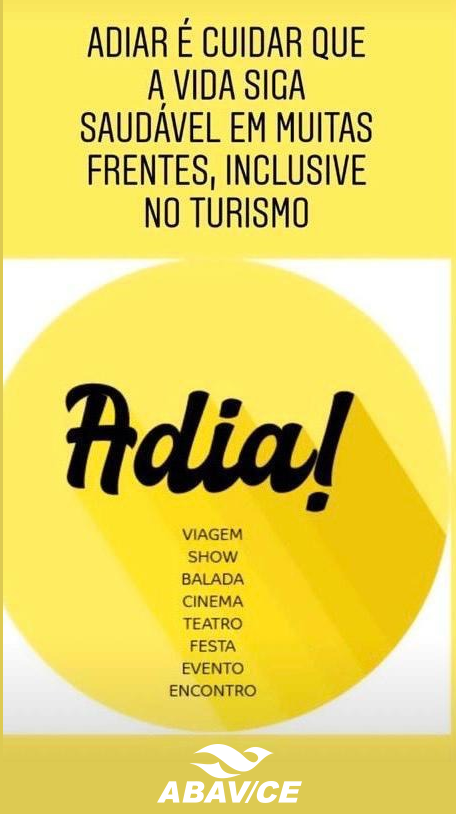 ADIAR É CUIDAR QUE
A VIDA SIGA
SAUDÁVEL EM MUITAS
FRENTES, INCLUSIVE
NO TURISMO
Adia!
VIAGEM
SHOW
BALADA
CINEMA
TEATRO
FESTA
EVENTO
ENCONTRO
ABAV/CE